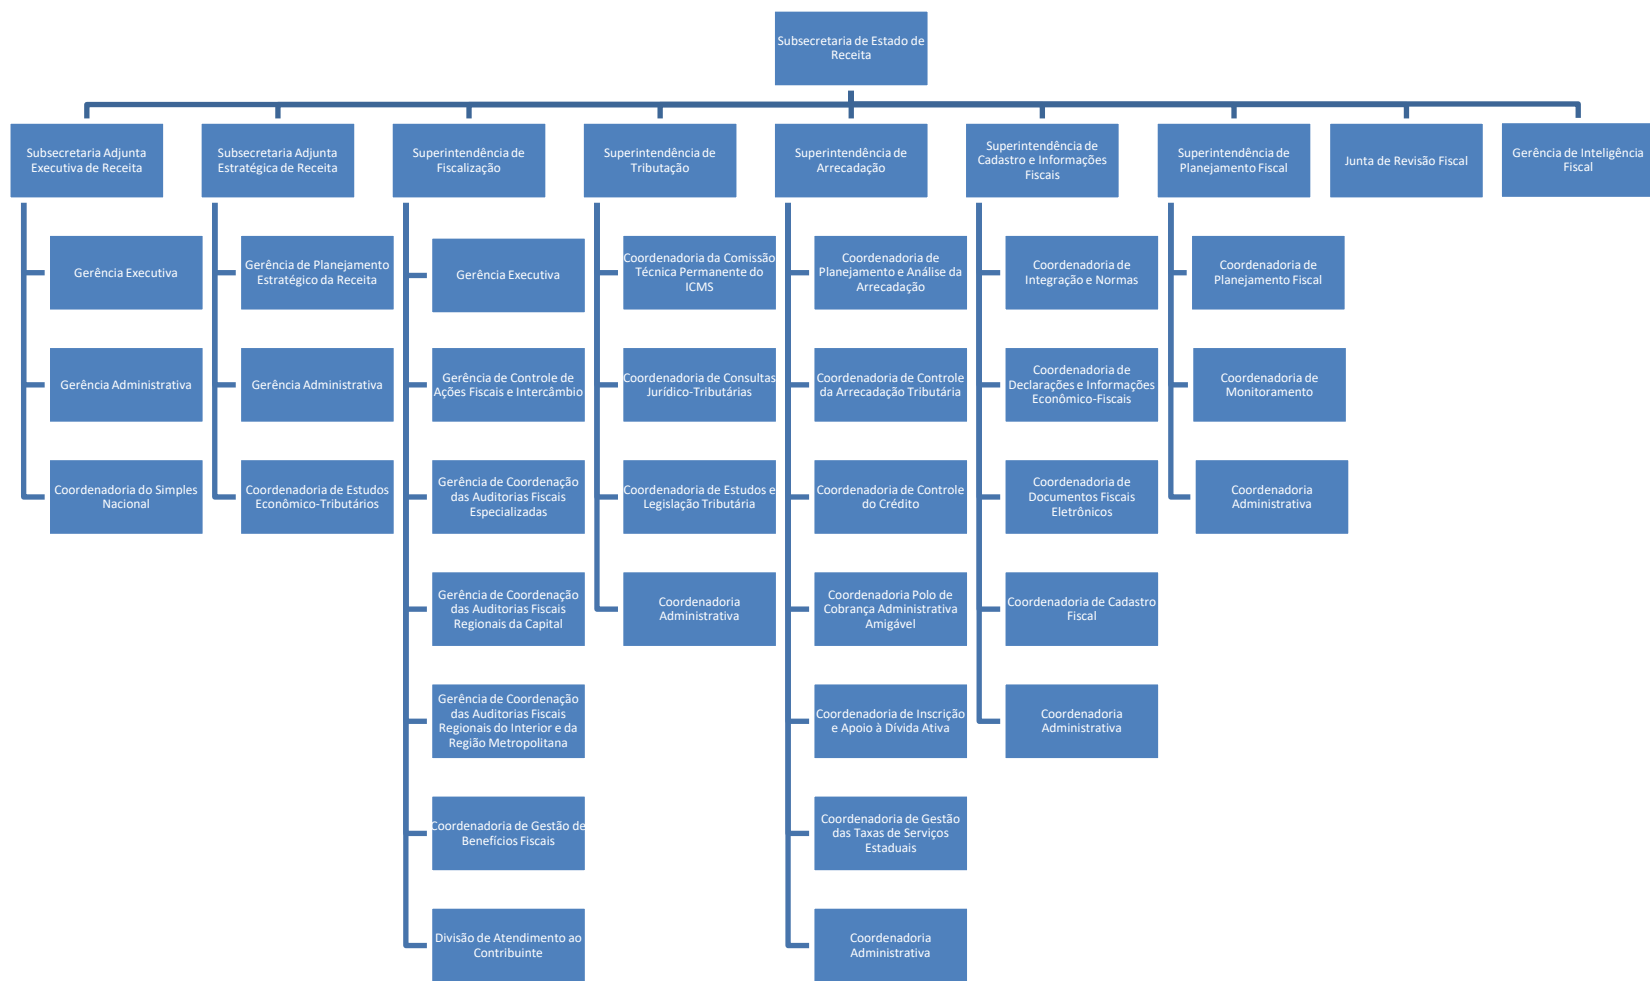 Subsecretaria de Estado de
Receita
Subsecretaria Adjunta
Executiva de Receita
Subsecretaria Adjunta
Estratégica de Receita
Superintendência de
Fiscalização
Superintendência de
Tributação
Superintendência de
Arrecadação
Superintendência de
Cadastro e Informações
Fiscais
Superintendência de
Planejamento Fiscal
Junta de Revisão Fiscal
Gerência de Inteligência
Fiscal
Gerência Executiva
Gerência Administrativa
Coordenadoria do Simples
Nacional
Gerência de Planejamento
Estratégico da Receita
Gerência Administrativa
Coordenadoria de Estudos
Econômico-Tributários
Gerência Executiva
Gerência de Controle de
Ações Fiscais e Intercâmbio
Gerência de Coordenação
das Auditorias Fiscais
Especializadas
Gerência de Coordenação
das Auditorias Fiscais
Regionais da Capital
Gerência de Coordenação
das Auditorias Fiscais
Regionais do Interior e da
Região Metropolitana
Coordenadoria de Gestão de
Benefícios Fiscais
Divisão de Atendimento ao
Contribuinte
Coordenadoria da Comissão
Técnica Permanente do
ICMS
Coordenadoria de Consultas
Jurídico-Tributárias
Coordenadoria de Estudos e
Legislação Tributária
Coordenadoria
Administrativa
Coordenadoria de
Planejamento e Análise da
Arrecadação
Coordenadoria de Controle
da Arrecadação Tributária
Coordenadoria de Controle
do Crédito
Coordenadoria Polo de
Cobrança Administrativa
Amigável
Coordenadoria de Inscrição
e Apoio à Dívida Ativa
Coordenadoria de Gestão
das Taxas de Serviços
Estaduais
Coordenadoria
Administrativa
Coordenadoria de
Integração e Normas
Coordenadoria de
Declarações e Informações
Econômico-Fiscais
Coordenadoria de
Documentos Fiscais
Eletrônicos
Coordenadoria de Cadastro
Fiscal
Coordenadoria
Administrativa
Coordenadoria de
Planejamento Fiscal
Coordenadoria de
Monitoramento
Coordenadoria
Administrativa